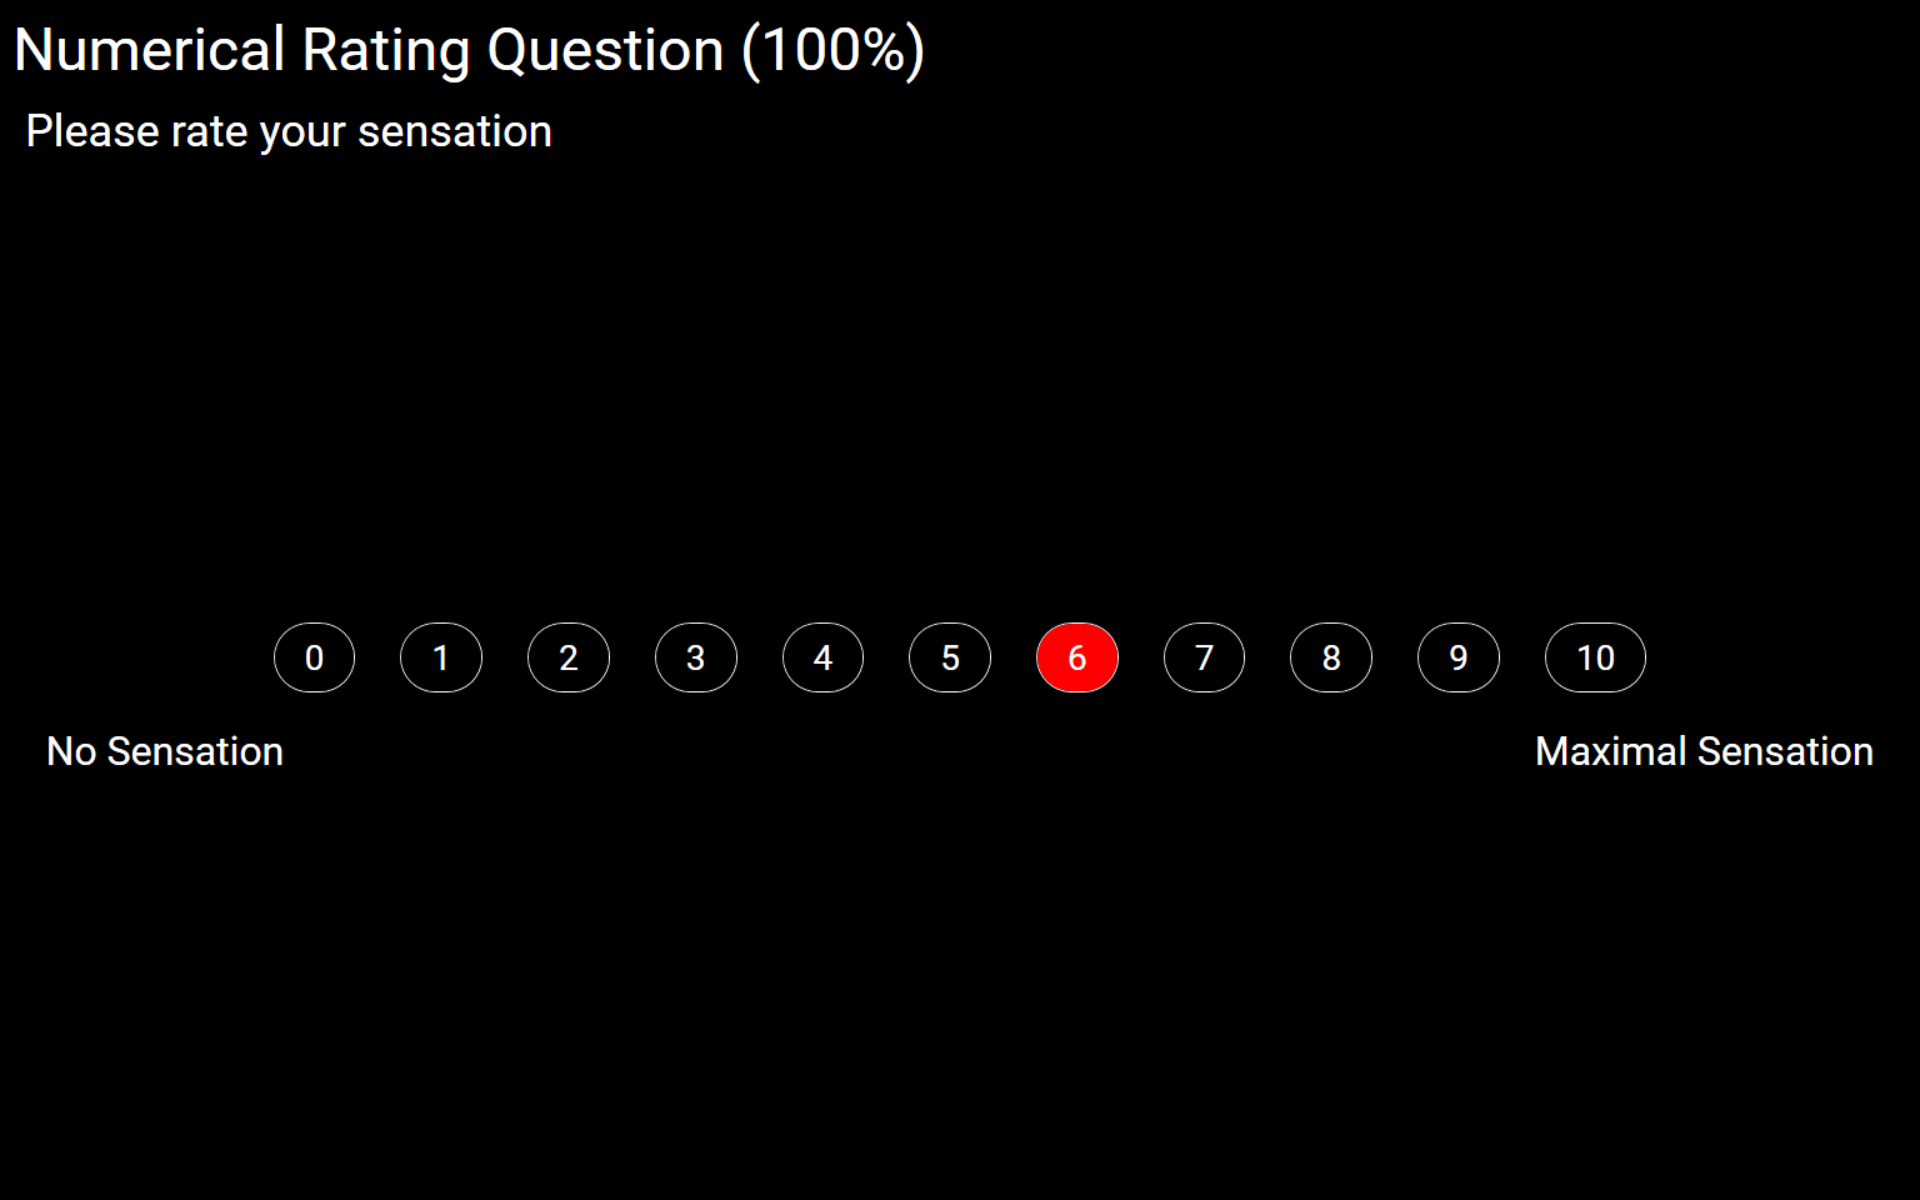 Numerical Rating Question (100%)
Please rate your sensation
0 1 2 3 4 5 6 7 8 9 10
No Sensation Maximal Sensation